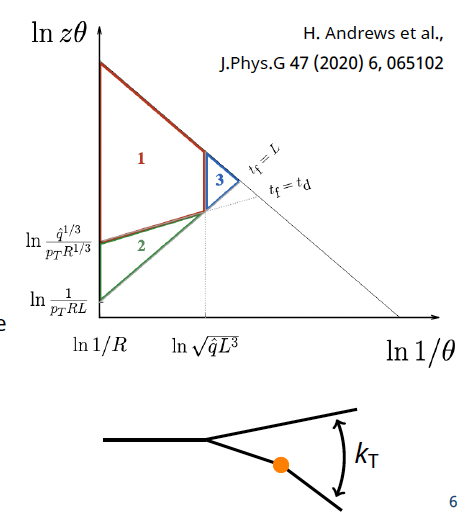 ln zθ
H. Andrews et al.,
J.Phys.G 47 (2020) 6, 065102
1
3
t_f = L
t_f = t_d
2
ln q̂^{1/3}/p_T R^{1/3}
ln 1/p_T RL
e
ln 1/R
ln √q̂L³
ln 1/θ
k_T
6